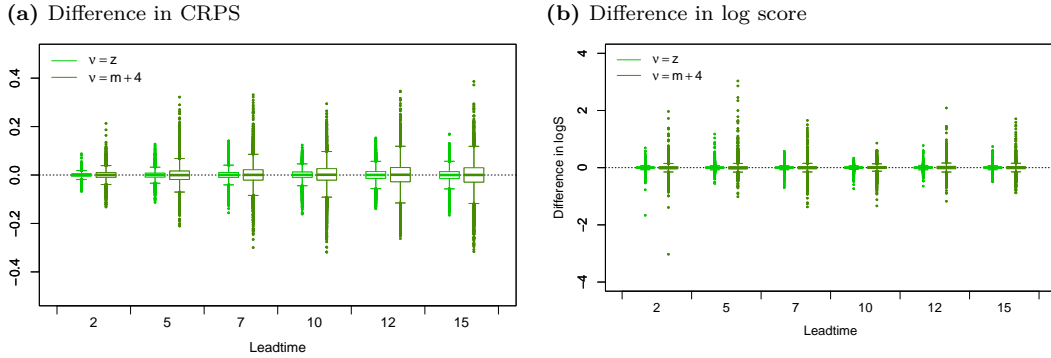 (a) Difference in CRPS
ν = z
ν = m + 4
0.4
0.2
0.0
−0.2
−0.4
2 5 7 10 12 15
Leadtime
(b) Difference in log score
ν = z
ν = m + 4
Difference in logS
4
2
0
−2
−4
2 5 7 10 12 15
Leadtime